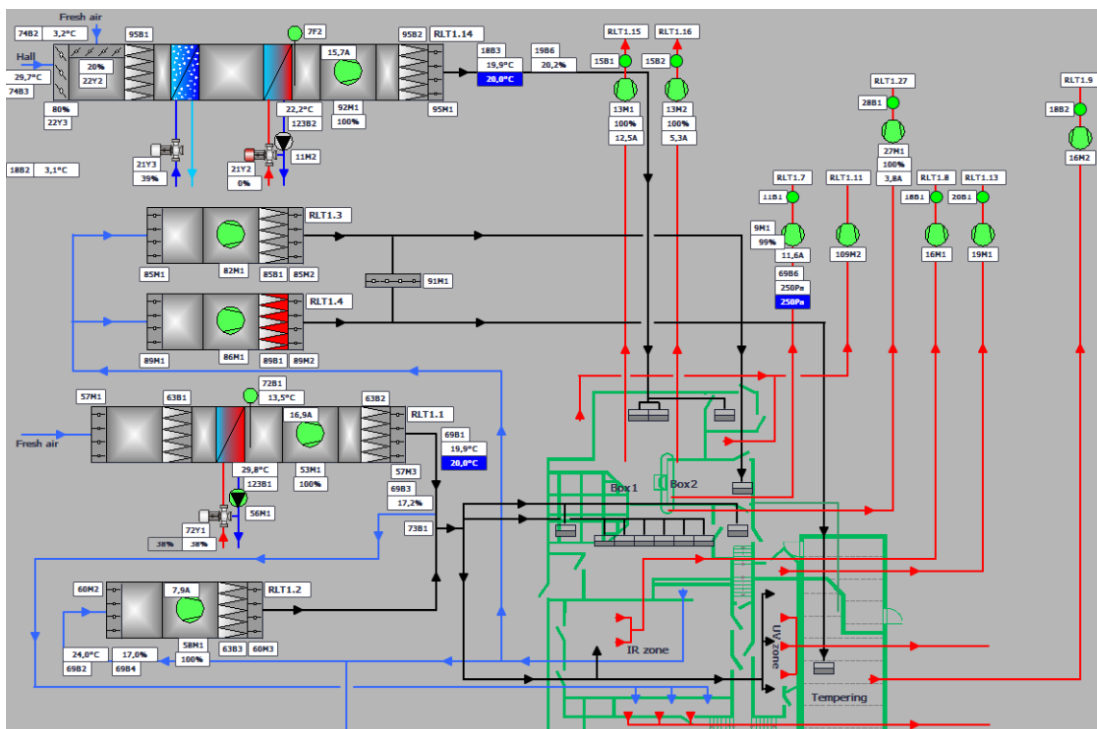 Fresh air
74B2 3,2°C
95B1
7F2
95B2 RLT1.14
Hall
20%
22Y2
15,7A
29,7°C
74B3
80%
22Y3
22,2°C
123B2
92M1
100%
95M1
18B3
19,9°C
20,0°C
19B6
20,2%
21Y3
39%
21Y2
0%
11M2
18B2 3,1°C
RLT1.15 RLT1.16
15B1 15B2
13M1
100%
12,5A
13M2
100%
5,3A
RLT1.27
28B1
27M1
100%
3,8A
RLT1.9
18B2
16M2
RLT1.7 RLT1.11 RLT1.8 RLT1.13
11B1 18B1 20B1
9M1
99%
11,6A
69B6
250Pa
250Pa
109M2 16M1 19M1
RLT1.3
85M1 82M1 85B1 85M2
91M1
RLT1.4
89M1 86M1 89B1 89M2
57M1 63B1
72B1
13,5°C
63B2
RLT1.1
16,9A
Fresh air
69B1
19,9°C
20,0°C
29,8°C
123B1
53M1
100%
57M3
69B3
17,2%
56M1
72Y1
38% 38%
73B1
60M2
7,9A
RLT1.2
58M1
100%
63B3 60M3
24,0°C 17,0%
69B2 69B4
Box1 Box2
IR zone
UV zone
Tempering